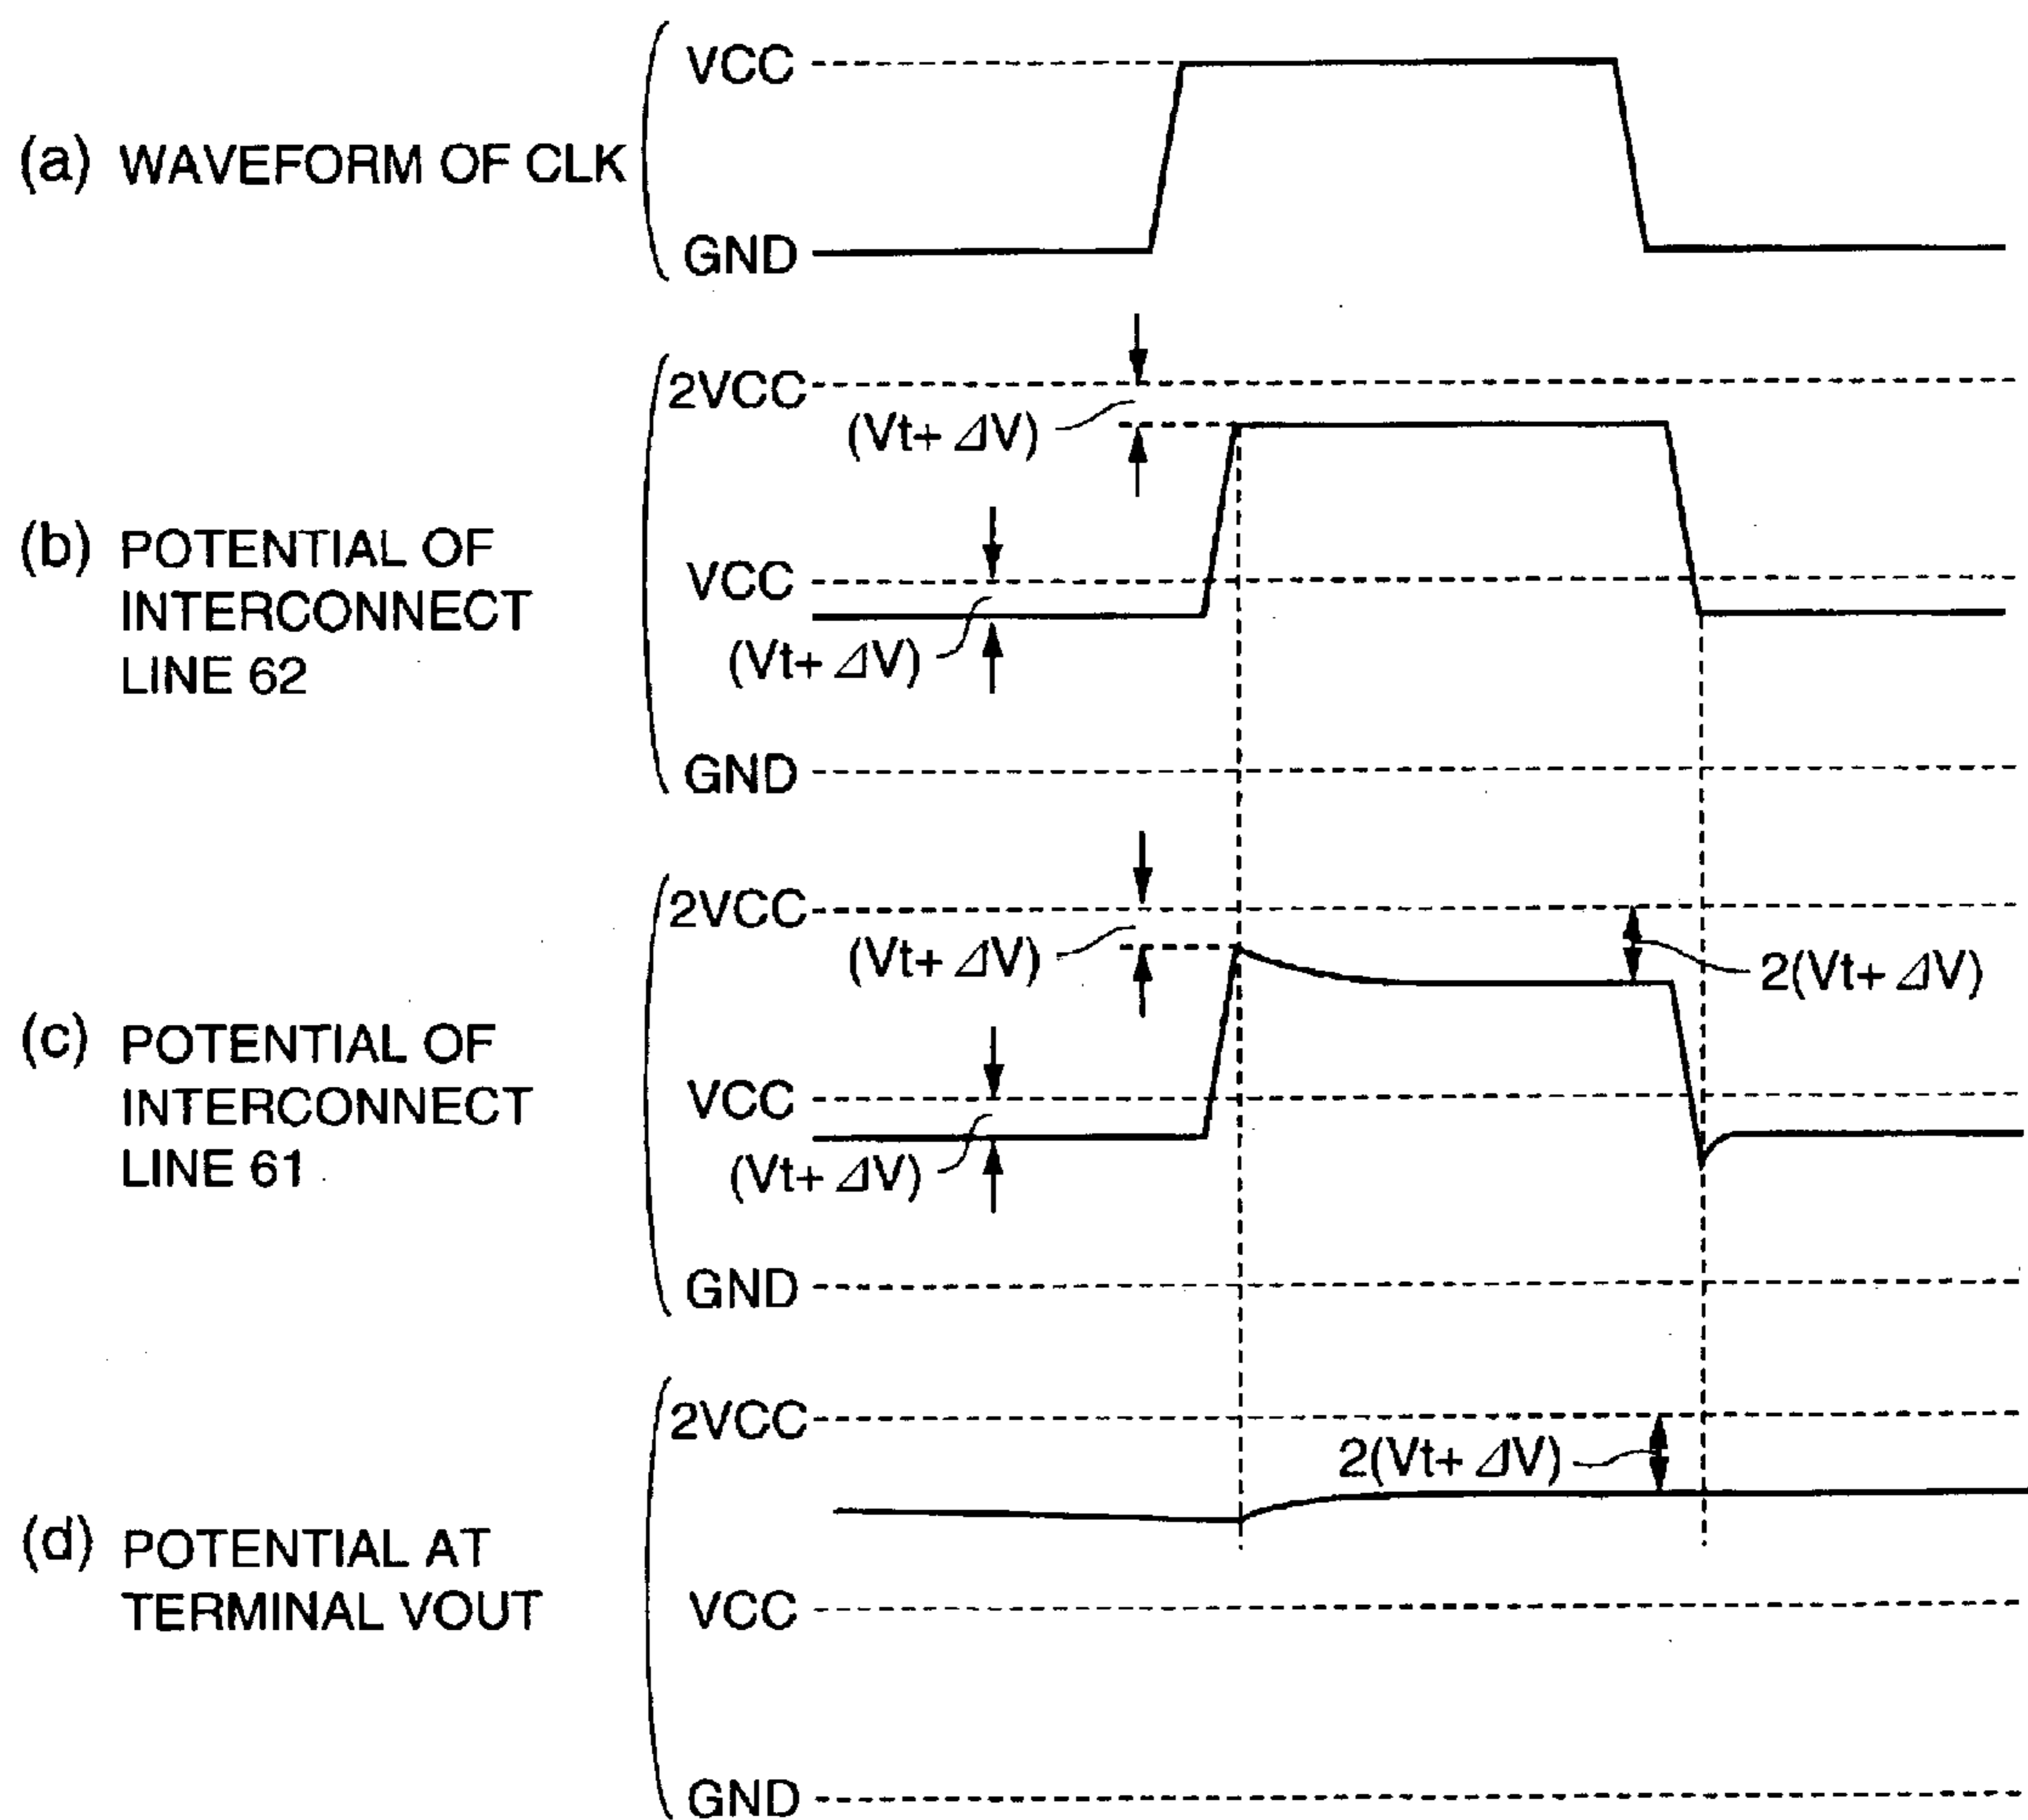 (a) WAVEFORM OF CLK
VCC
GND
(b) POTENTIAL OF
INTERCONNECT
LINE 62
2VCC
(Vt+ ⊿V)
VCC
(Vt+ ⊿V)
GND
(c) POTENTIAL OF
INTERCONNECT
LINE 61
2VCC
(Vt+ ⊿V)
2(Vt+ ⊿V)
VCC
(Vt+ ⊿V)
GND
(d) POTENTIAL AT
TERMINAL VOUT
2VCC
2(Vt+ ⊿V)
VCC
GND